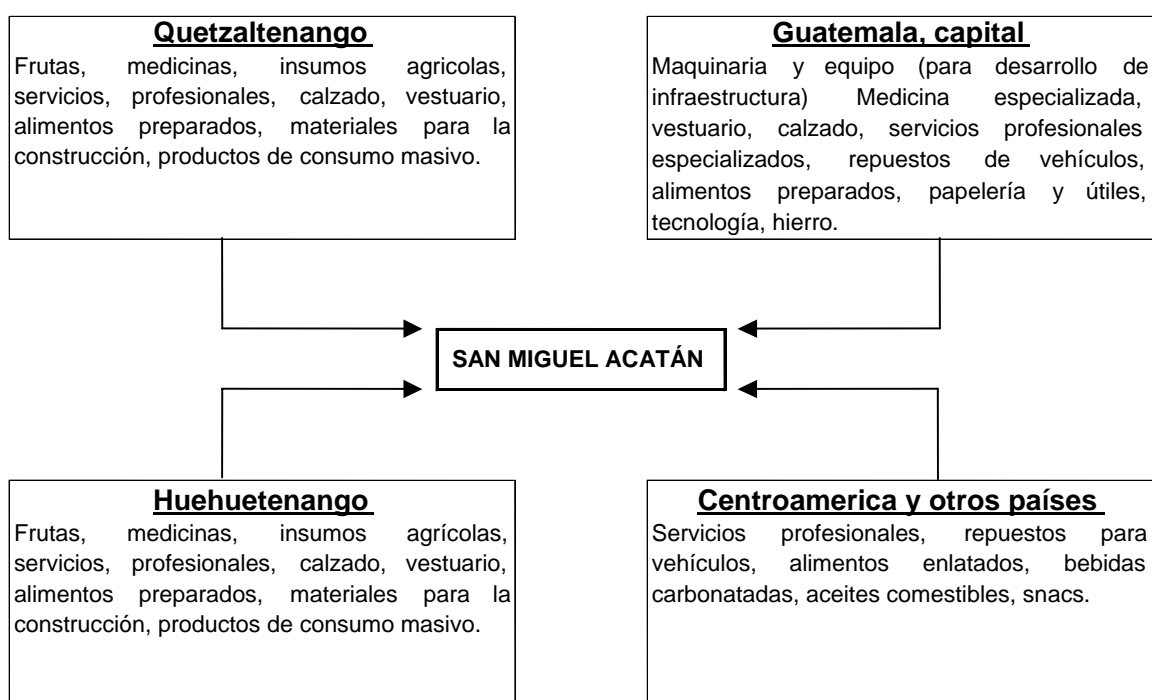 Quetzaltenango
Frutas, medicinas, insumos agricolas,
servicios, profesionales, calzado, vestuario,
alimentos preparados, materiales para la
construcción, productos de consumo masivo.
Guatemala, capital
Maquinaria y equipo (para desarrollo de
infraestructura) Medicina especializada,
vestuario, calzado, servicios profesionales
especializados, repuestos de vehículos,
alimentos preparados, papelería y útiles,
tecnología, hierro.
SAN MIGUEL ACATÁN
Huehuetenango
Frutas, medicinas, insumos agrícolas,
servicios, profesionales, calzado, vestuario,
alimentos preparados, materiales para la
construcción, productos de consumo masivo.
Centroamerica y otros países
Servicios profesionales, repuestos para
vehículos, alimentos enlatados, bebidas
carbonatadas, aceites comestibles, snacs.